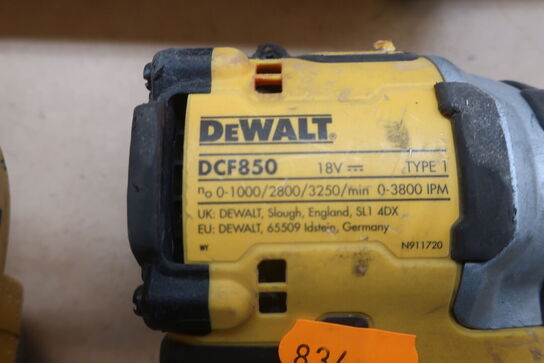 DEWALT®
DCF850 18V ⎓ TYPE 1
n₀ 0-1000/2800/3250/min 0-3800 IPM
UK: DEWALT, Slough, England, SL1 4DX
EU: DEWALT, 65509 Idstein, Germany
WY N911720